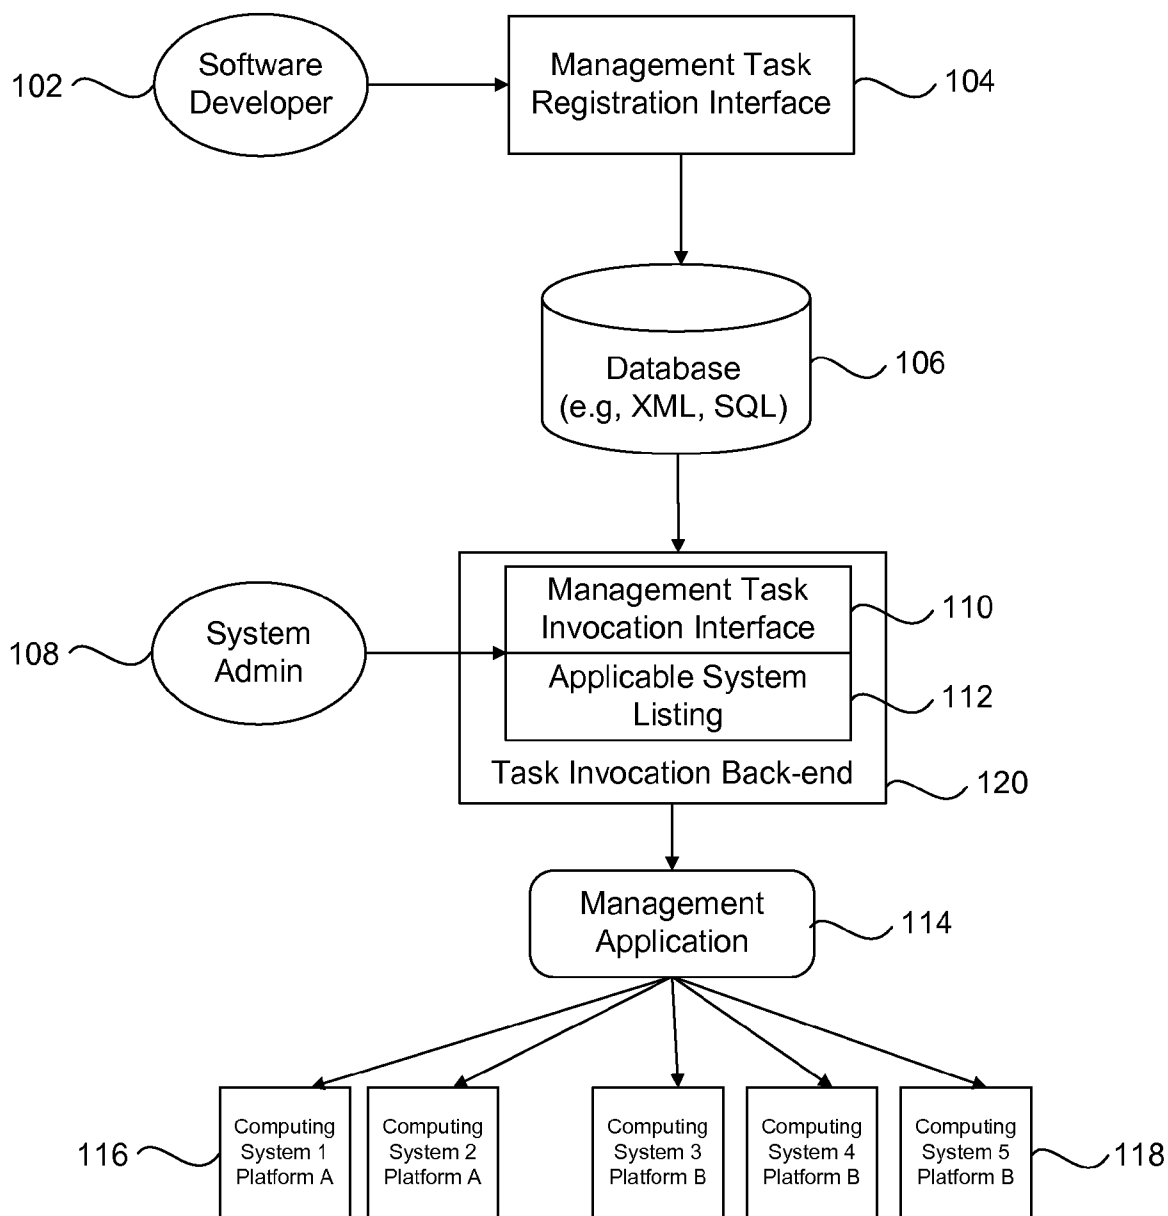 102
Software
Developer
Management Task
Registration Interface
104
Database
(e.g, XML, SQL)
106
108
System
Admin
Management Task
Invocation Interface
110
Applicable System
Listing
112
Task Invocation Back-end
120
Management
Application
114
116
Computing
System 1
Platform A
Computing
System 2
Platform A
Computing
System 3
Platform B
Computing
System 4
Platform B
Computing
System 5
Platform B
118